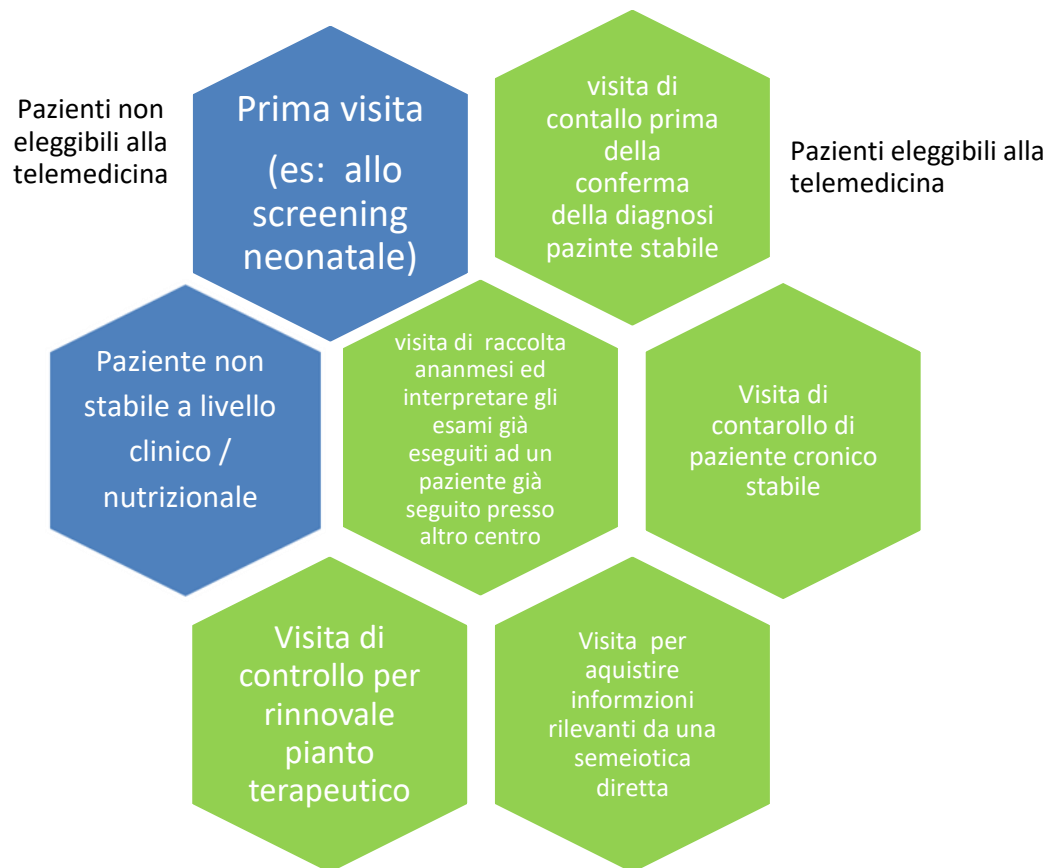 Pazienti non
eleggibili alla
telemedicina
Prima visita
(es: allo
screening
neonatale)
visita di
contallo prima
della
conferma
della diagnosi
pazinte stabile
Pazienti eleggibili alla
telemedicina
Paziente non
stabile a livello
clinico /
nutrizionale
visita di raccolta
ananmesi ed
interpretare gli
esami già
eseguiti ad un
paziente già
seguito presso
altro centro
Visita di
contarollo di
paziente cronico
stabile
Visita di
controllo per
rinnovale
pianto
terapeutico
Visita per
aquistire
informzioni
rilevanti da una
semeiotica
diretta